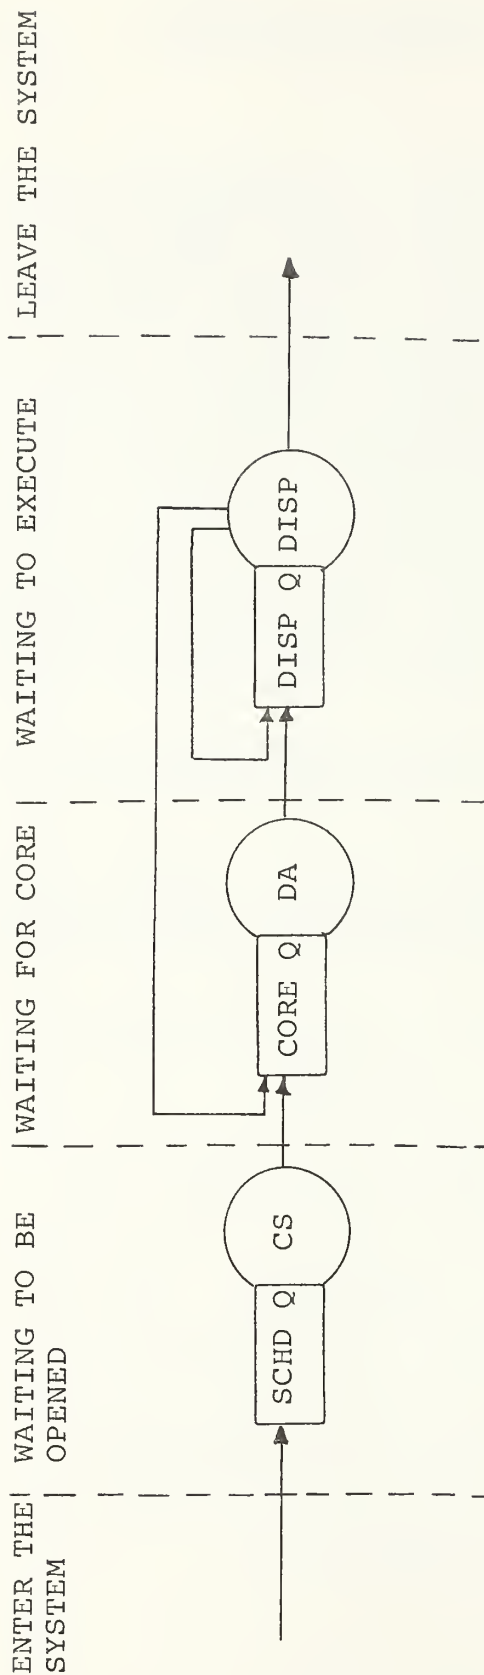 ENTER THE
SYSTEM
WAITING TO BE
OPENED
WAITING FOR CORE
WAITING TO EXECUTE
LEAVE THE SYSTEM
SCHD Q CS
CORE Q DA
DISP Q DISP